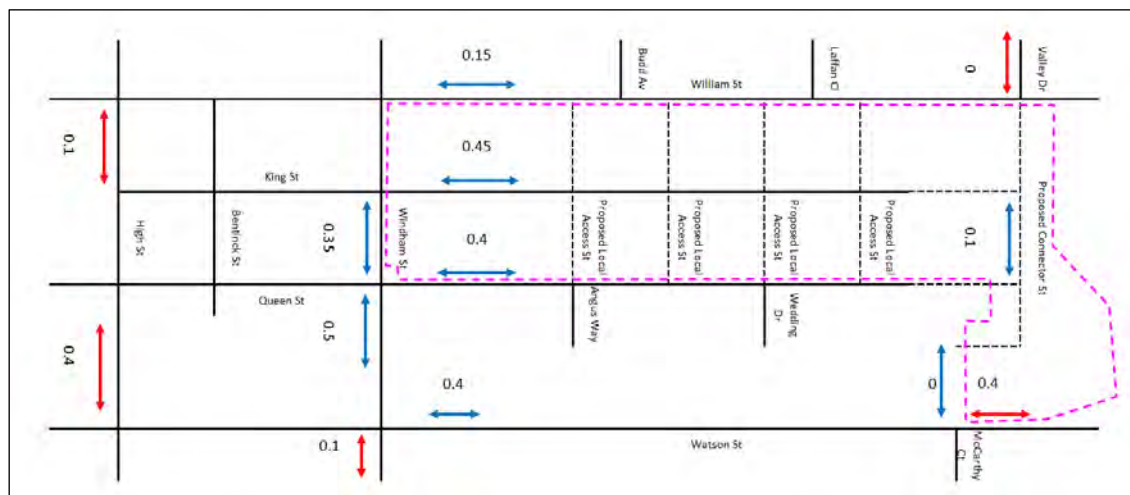 0.15
Budd Av
William St
Laffan Cl
0
Valley Dr
0.1
0.45
King St
High St
Bentinck St
0.35
Windham St
0.4
Proposed Local
Access St
Proposed Local
Access St
Proposed Local
Access St
Proposed Local
Access St
0.1
Proposed Connector St
Queen St
Angus Way
Wedding
Dr
0.4
0.5
0.4
0
0.4
0.1
Watson St
McCarthy
Ct